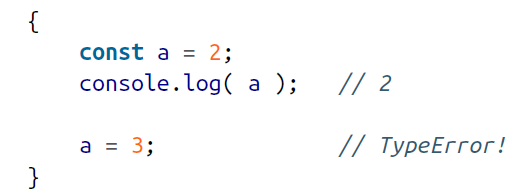 {
    const a = 2;
    console.log( a );   // 2
    a = 3;              // TypeError!
}